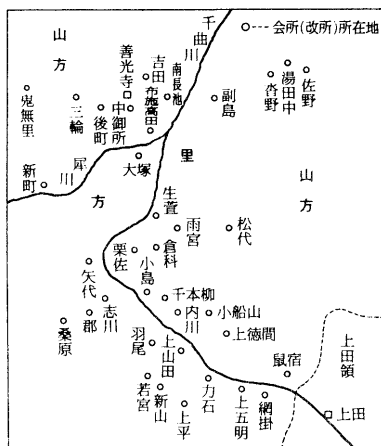 ○---- 会所(改所)所在地
千曲川
山方
善光寺
吉田
布施高田
南長池
副島
沓野
湯田中
佐野
鬼無里
三輪
後町
中御所
新町
犀川
大塚
里
方
山方
生萱
雨宮
松代
栗佐
倉科
矢代
小島
志川
千本柳
小船山
桑原
郡
羽尾
内川
上徳間
上山田
鼠宿
上田領
若宮
新山
上平
力石
上五明
網掛
上田